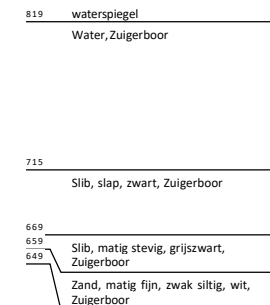 819 waterspiegel
Water, Zuigerboor
715
Slib, slap, zwart, Zuigerboor
669
659
Slib, matig stevig, grijszwart,
649
Zuigerboor
Zand, matig fijn, zwak siltig, wit,
Zuigerboor